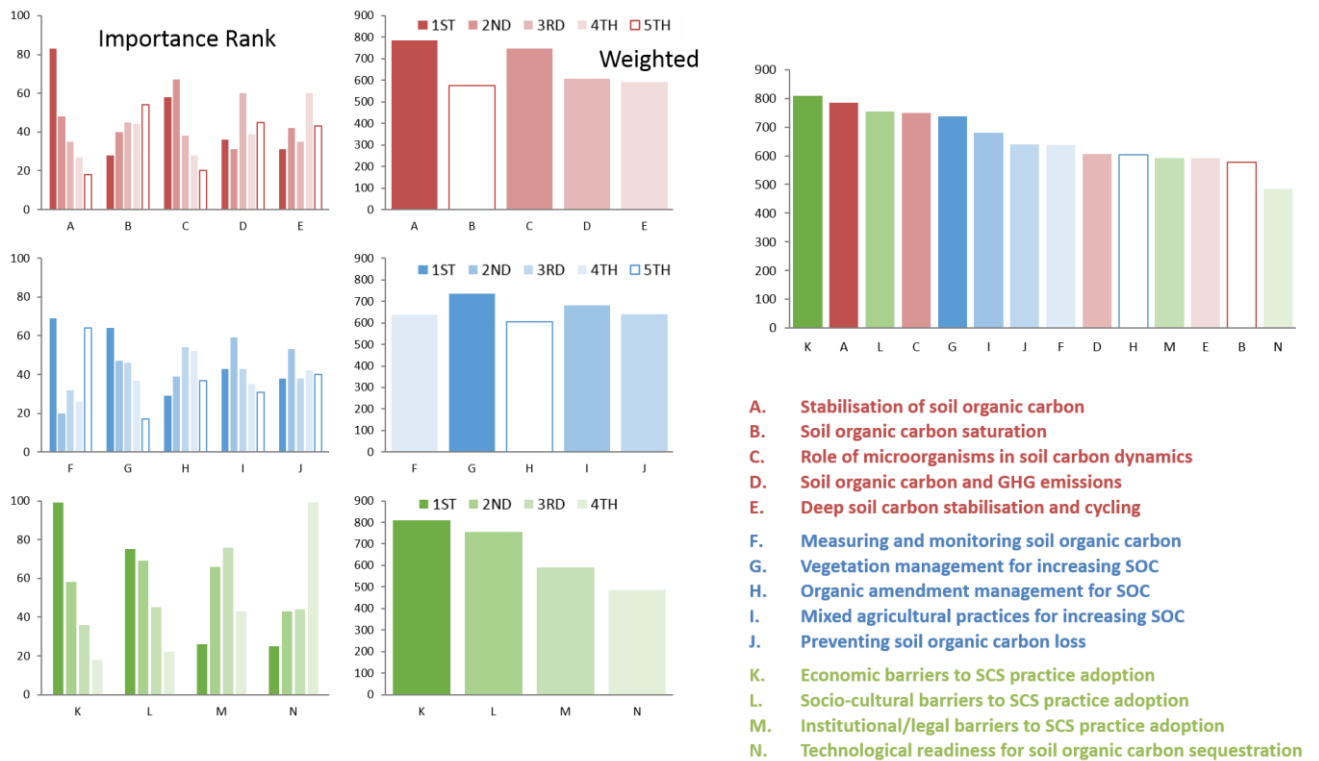 Importance Rank
100
80
60
40
20
0
A B C D E
1ST 2ND 3RD 4TH 5TH
Weighted
900
800
700
600
500
400
300
200
100
0
A B C D E
100
80
60
40
20
0
F G H I J
1ST 2ND 3RD 4TH 5TH
900
800
700
600
500
400
300
200
100
0
F G H I J
100
80
60
40
20
0
K L M N
1ST 2ND 3RD 4TH
900
800
700
600
500
400
300
200
100
0
K L M N
900
800
700
600
500
400
300
200
100
0
K A L C G I J F D H M E B N
A. Stabilisation of soil organic carbon
B. Soil organic carbon saturation
C. Role of microorganisms in soil carbon dynamics
D. Soil organic carbon and GHG emissions
E. Deep soil carbon stabilisation and cycling
F. Measuring and monitoring soil organic carbon
G. Vegetation management for increasing SOC
H. Organic amendment management for SOC
I. Mixed agricultural practices for increasing SOC
J. Preventing soil organic carbon loss
K. Economic barriers to SCS practice adoption
L. Socio-cultural barriers to SCS practice adoption
M. Institutional/legal barriers to SCS practice adoption
N. Technological readiness for soil organic carbon sequestration